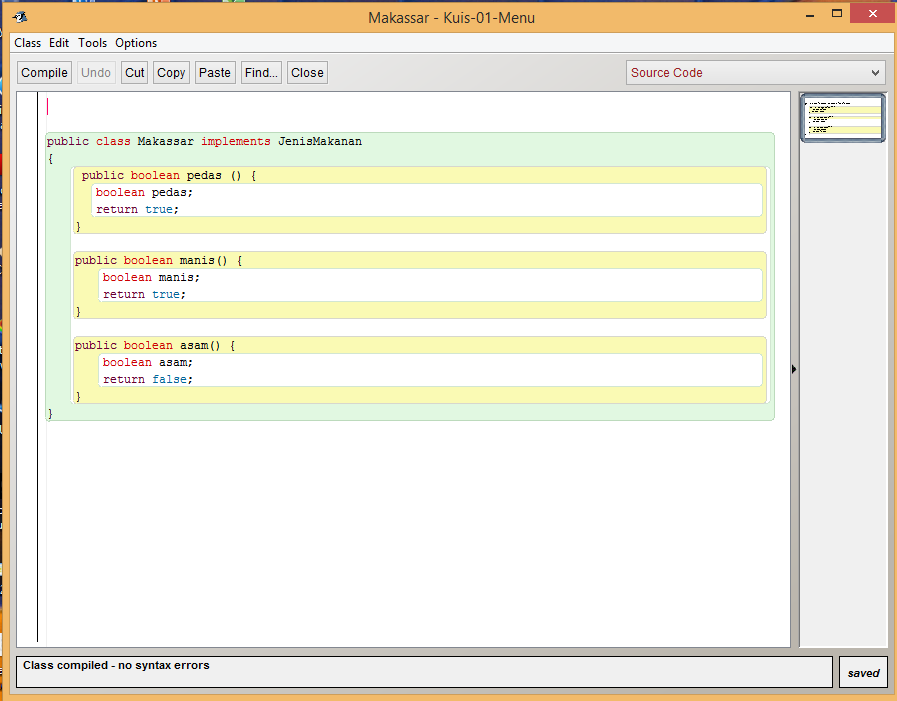 Makassar - Kuis-01-Menu
Class Edit Tools Options
Compile Undo Cut Copy Paste Find... Close Source Code
public class Makassar implements JenisMakanan
{
public boolean pedas () {
boolean pedas;
return true;
}
public boolean manis() {
boolean manis;
return true;
}
public boolean asam() {
boolean asam;
return false;
}
}
Class compiled - no syntax errors
saved